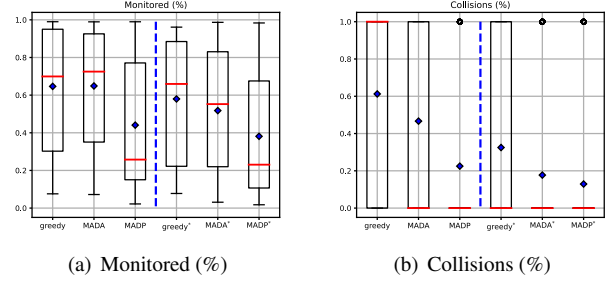 Monitored (%)
1.0
0.8
0.6
0.4
0.2
0.0
greedy MADA MADP greedy* MADA* MADP*
(a) Monitored (%)
Collisions (%)
1.0
0.8
0.6
0.4
0.2
0.0
greedy MADA MADP greedy* MADA* MADP*
(b) Collisions (%)